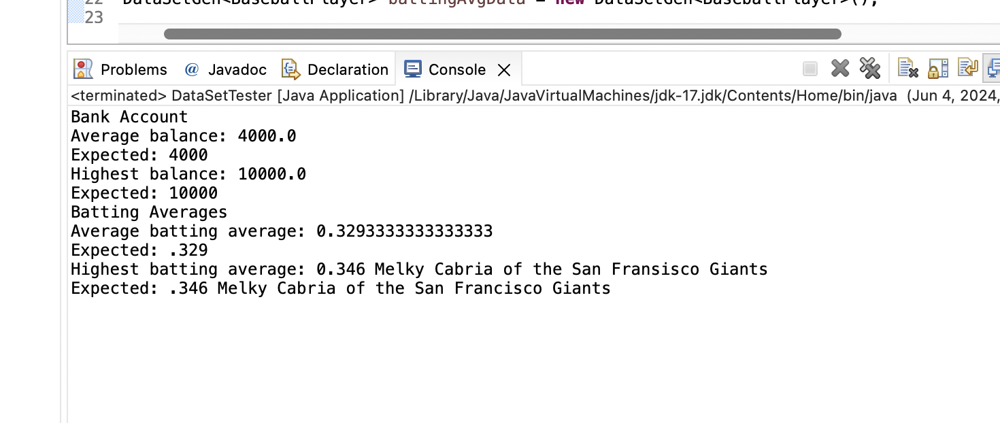 22 DataSetGen<BaseballPlayer> battingAvgData = new DataSetGen<BaseballPlayer>();
23
Problems @ Javadoc Declaration Console
<terminated> DataSetTester [Java Application] /Library/Java/JavaVirtualMachines/jdk-17.jdk/Contents/Home/bin/java (Jun 4, 2024,
Bank Account
Average balance: 4000.0
Expected: 4000
Highest balance: 10000.0
Expected: 10000
Batting Averages
Average batting average: 0.3293333333333333
Expected: .329
Highest batting average: 0.346 Melky Cabria of the San Fransisco Giants
Expected: .346 Melky Cabria of the San Francisco Giants